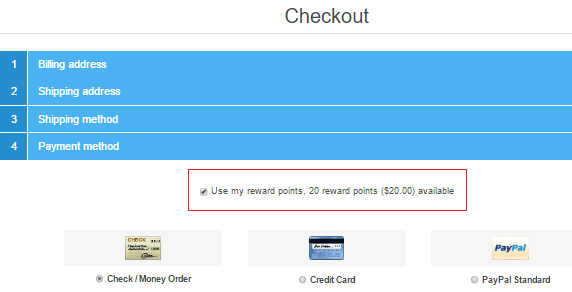 Checkout
1 Billing address
2 Shipping address
3 Shipping method
4 Payment method
Use my reward points, 20 reward points ($20.00) available
CHECK
PayPal
Check / Money Order
Credit Card
PayPal Standard